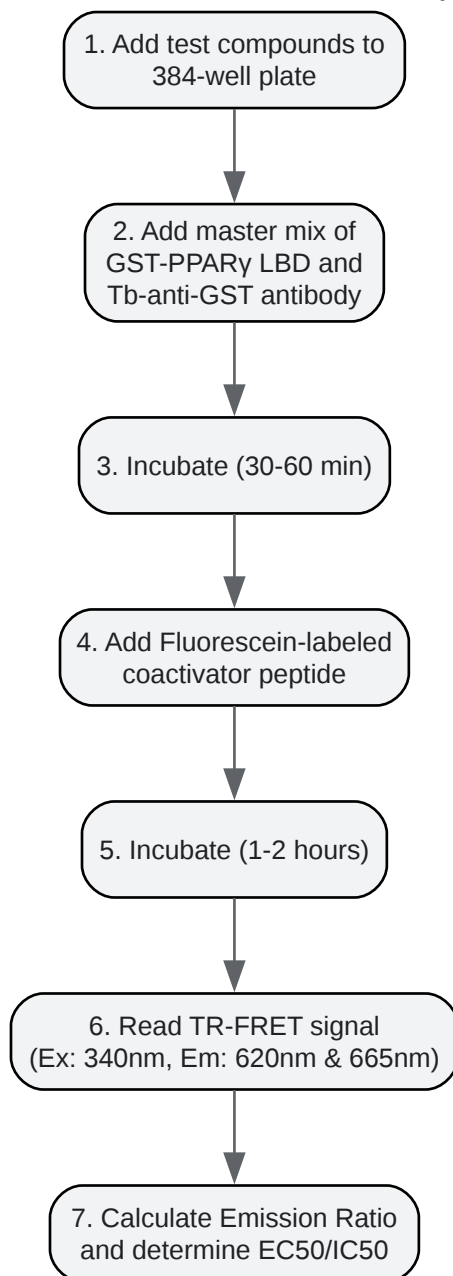 1. Add test compounds to
384-well plate
2. Add master mix of
GST-PPARγ LBD and
Tb-anti-GST antibody
3. Incubate (30-60 min)
4. Add Fluorescein-labeled
coactivator peptide
5. Incubate (1-2 hours)
6. Read TR-FRET signal
(Ex: 340nm, Em: 620nm & 665nm)
7. Calculate Emission Ratio
and determine EC50/IC50